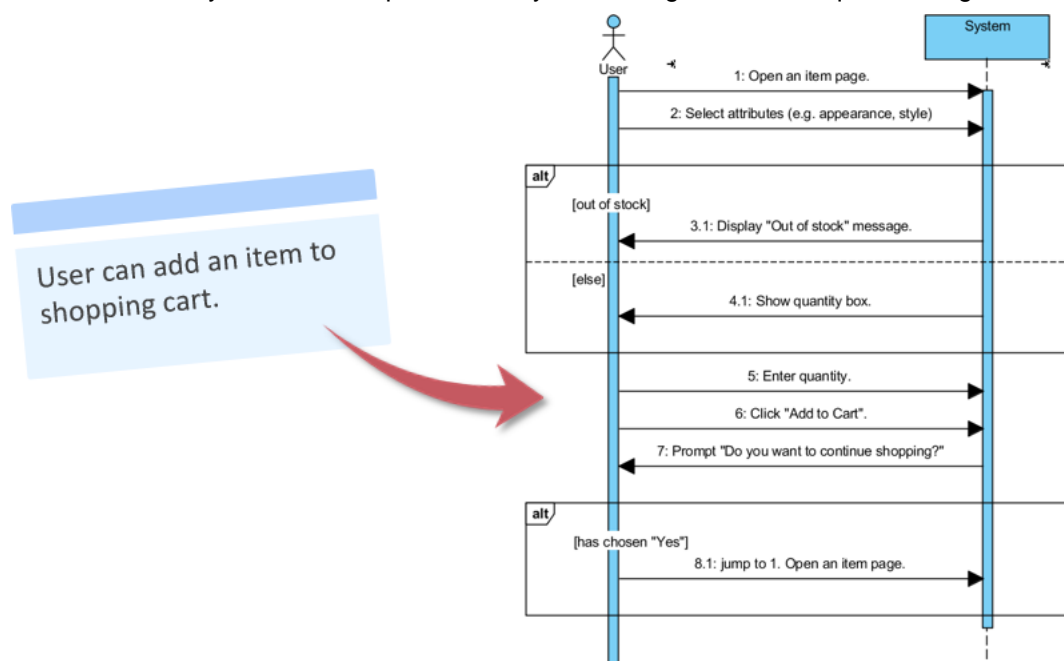 User
System
1: Open an item page.
2: Select attributes (e.g. appearance, style)
alt
[out of stock]
3.1: Display "Out of stock" message.
[else]
4.1: Show quantity box.
User can add an item to
shopping cart.
5: Enter quantity.
6: Click "Add to Cart".
7: Prompt "Do you want to continue shopping?"
alt
[has chosen "Yes"]
8.1: jump to 1. Open an item page.